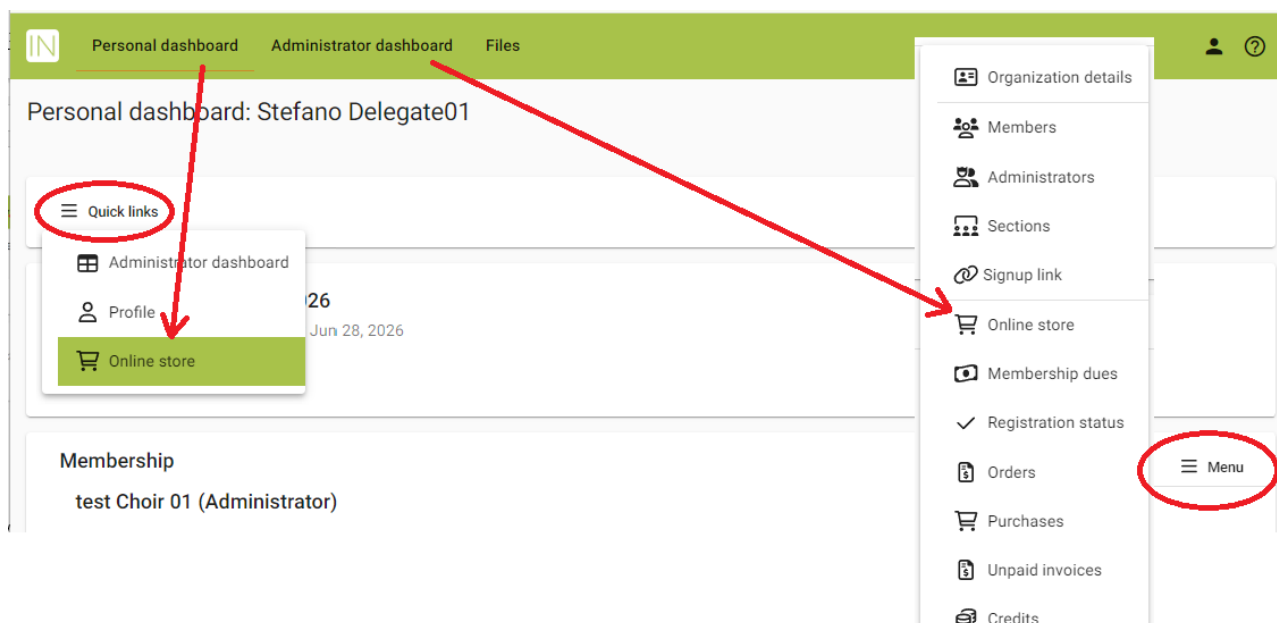 IN
Personal dashboard
Administrator dashboard
Files
Personal dashboard: Stefano Delegate01
Quick links
Administrator dashboard
Profile
Online store
26
Jun 28, 2026
Membership
test Choir 01 (Administrator)
Organization details
Members
Administrators
Sections
Signup link
Online store
Membership dues
Registration status
Orders
Purchases
Unpaid invoices
Credits
Menu